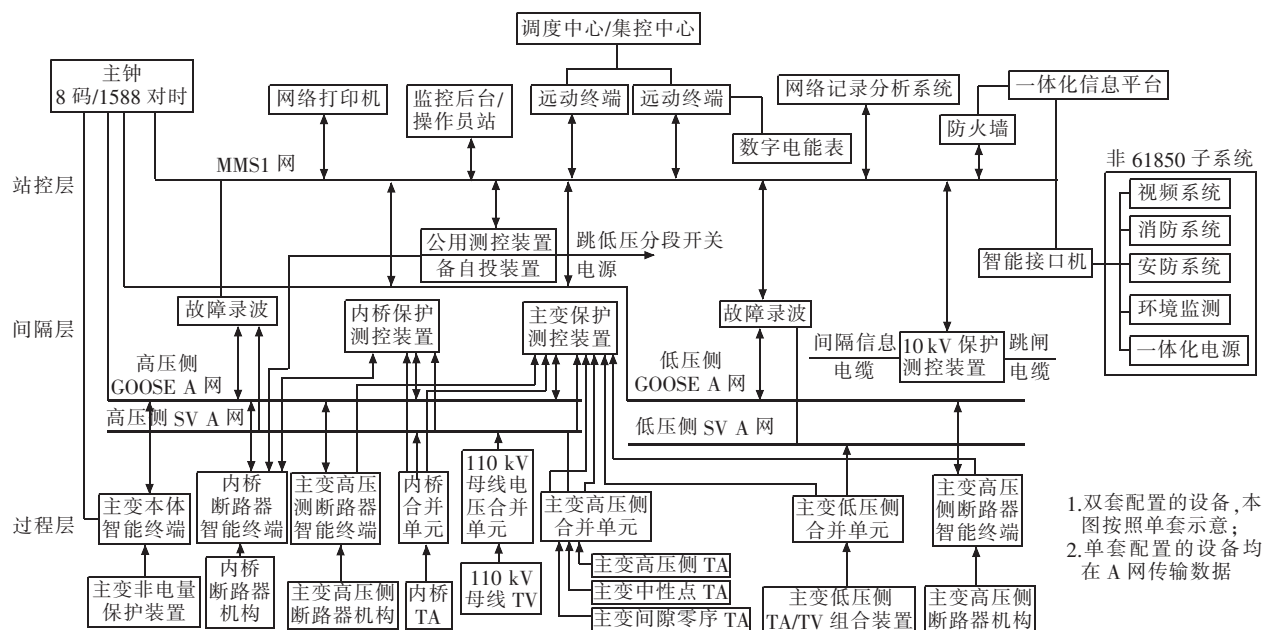 调度中心/集控中心
主钟
8 码/1588 对时
网络打印机
监控后台/
操作员站
远动终端
远动终端
网络记录分析系统
一体化信息平台
防火墙
数字电能表
MMS1 网
站控层
非 61850 子系统
视频系统
消防系统
安防系统
环境监测
一体化电源
智能接口机
公用测控装置
备自投装置
跳低压分段开关
电源
间隔层
故障录波
内桥保护
测控装置
主变保护
测控装置
故障录波
间隔信息
电缆
10 kV 保护
测控装置
跳闸
电缆
高压侧
GOOSE A 网
低压侧
GOOSE A 网
高压侧 SV A 网
低压侧 SV A 网
过程层
主变本体
智能终端
内桥
断路器
智能终端
主变高压
测断路器
智能终端
内桥
合并
单元
110 kV
母线电
压合并
单元
主变高压侧
合并单元
主变低压侧
合并单元
主变高压
侧断路器
智能终端
主变非电量
保护装置
内桥
断路器
机构
主变高压侧
断路器机构
内桥
TA
110 kV
母线 TV
主变高压侧 TA
主变中性点 TA
主变间隙零序 TA
主变低压侧
TA/TV 组合装置
主变高压侧
断路器机构
1.双套配置的设备,本
图按照单套示意;
2.单套配置的设备均
在 A 网传输数据